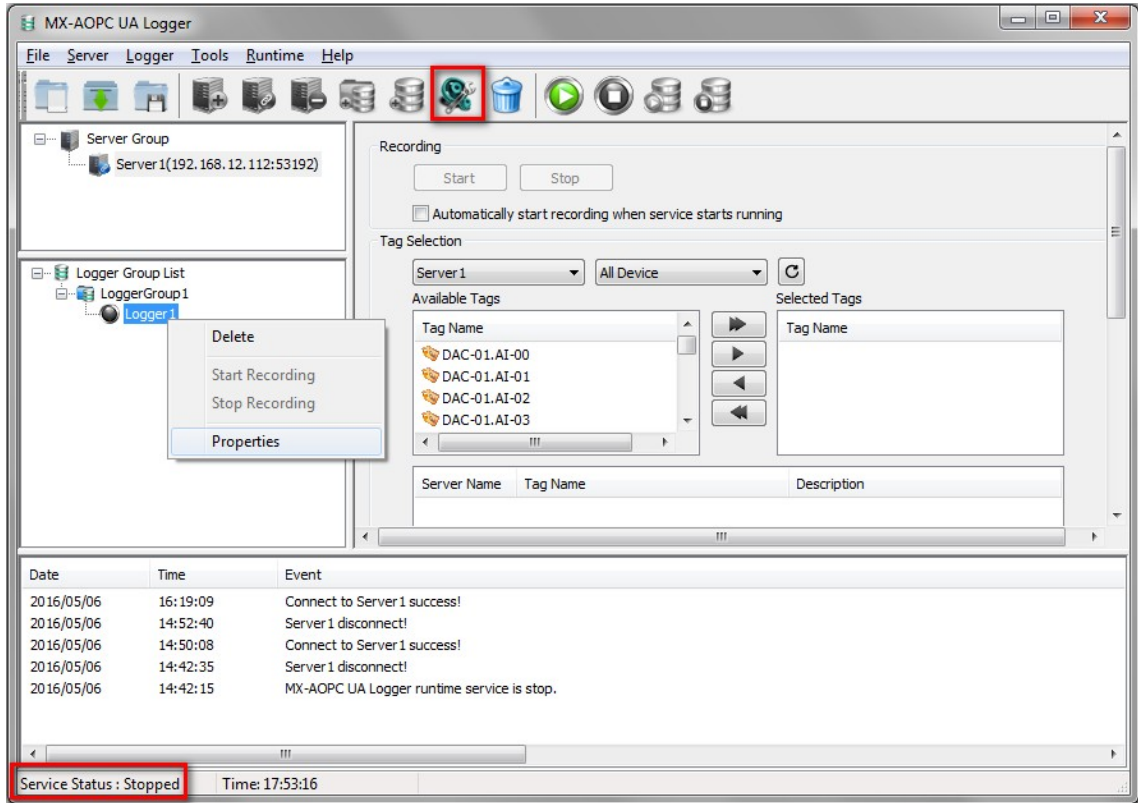 MX-AOPC UA Logger
File Server Logger Tools Runtime Help
Server Group
Server1(192.168.12.112:53192)
Logger Group List
LoggerGroup1
Logger1
Delete
Start Recording
Stop Recording
Properties
Recording
Start Stop
Automatically start recording when service starts running
Tag Selection
Server1 All Device
Available Tags Selected Tags
Tag Name Tag Name
DAC-01.AI-00
DAC-01.AI-01
DAC-01.AI-02
DAC-01.AI-03
Server Name Tag Name Description
Date Time Event
2016/05/06 16:19:09 Connect to Server1 success!
2016/05/06 14:52:40 Server1 disconnect!
2016/05/06 14:50:08 Connect to Server1 success!
2016/05/06 14:42:35 Server1 disconnect!
2016/05/06 14:42:15 MX-AOPC UA Logger runtime service is stop.
Service Status : Stopped Time: 17:53:16